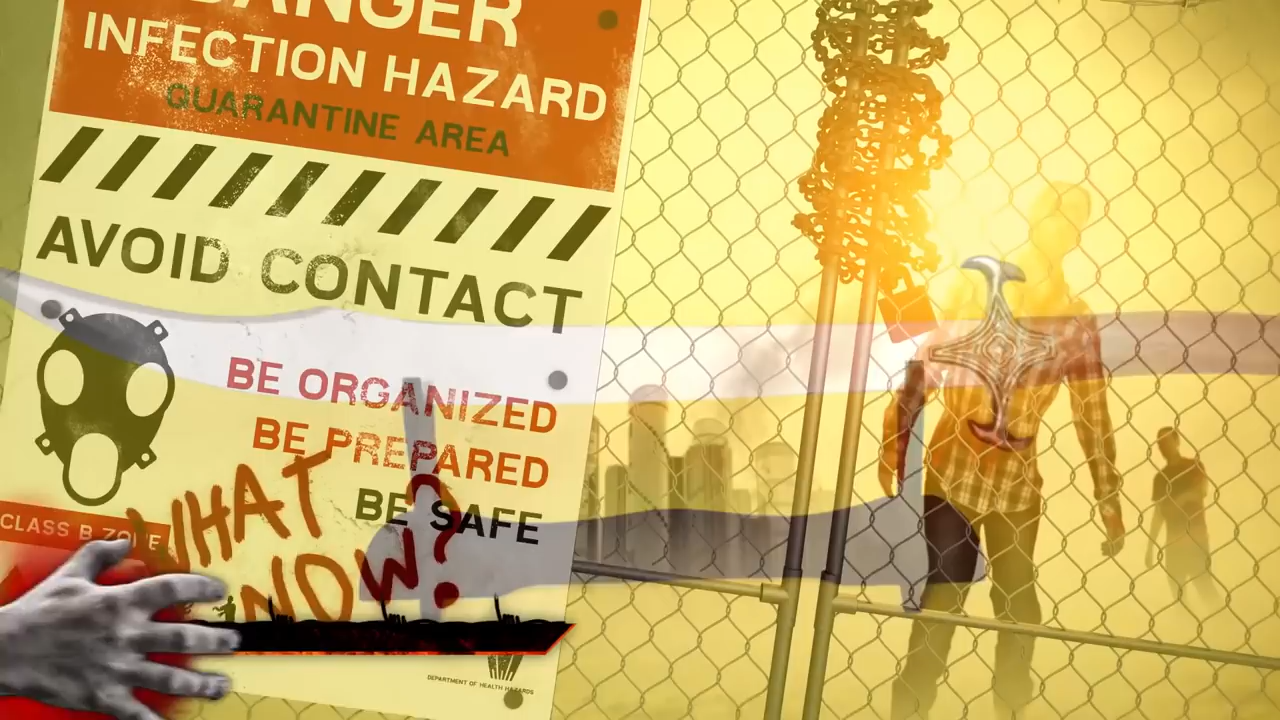 DANGER
INFECTION HAZARD
QUARANTINE AREA
AVOID CONTACT
BE ORGANIZED
BE PREPARED
BE SAFE
CLASS B ZONE
WHAT
NOW?
DEPARTMENT OF HEALTH HAZARDS